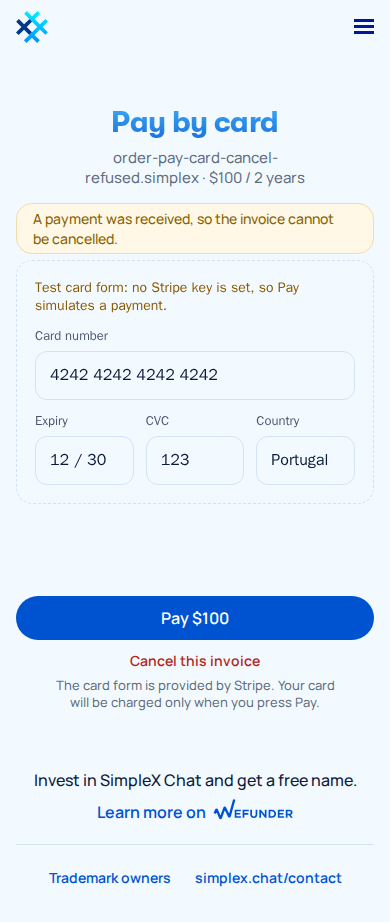 Pay by card
order-pay-card-cancel-
refused.simplex · $100 / 2 years
A payment was received, so the invoice cannot
be cancelled.
Test card form: no Stripe key is set, so Pay
simulates a payment.
Card number
4242 4242 4242 4242
Expiry CVC Country
12 / 30 123 Portugal
Pay $100
Cancel this invoice
The card form is provided by Stripe. Your card
will be charged only when you press Pay.
Invest in SimpleX Chat and get a free name.
Learn more on WEFUNDER
Trademark owners simplex.chat/contact